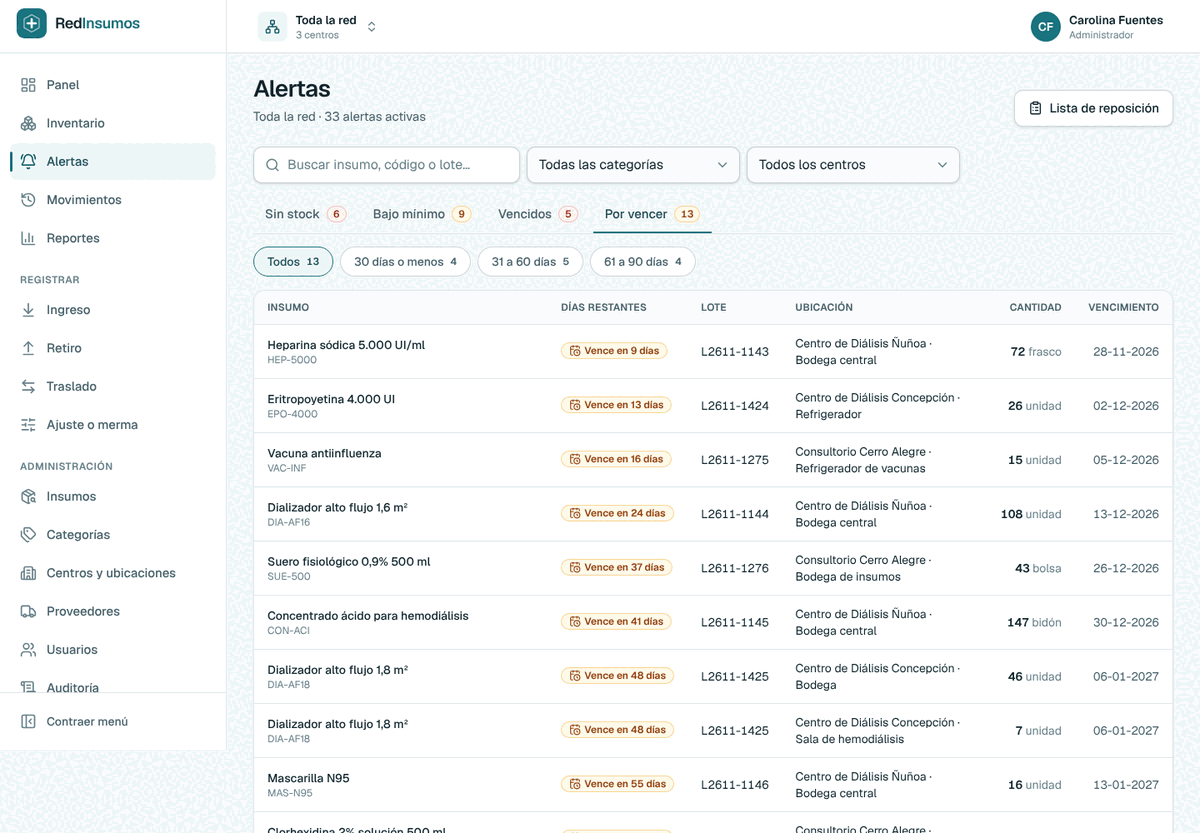 RedInsumos
Toda la red
3 centros
CF
Carolina Fuentes
Administrador
Panel
Inventario
Alertas
Movimientos
Reportes
REGISTRAR
Ingreso
Retiro
Traslado
Ajuste o merma
ADMINISTRACIÓN
Insumos
Categorías
Centros y ubicaciones
Proveedores
Usuarios
Auditoría
Contraer menú
Alertas
Toda la red · 33 alertas activas
Lista de reposición
Buscar insumo, código o lote...
Todas las categorías
Todos los centros
Sin stock 6
Bajo mínimo 9
Vencidos 5
Por vencer 13
Todos 13
30 días o menos 4
31 a 60 días 5
61 a 90 días 4
INSUMO DÍAS RESTANTES LOTE UBICACIÓN CANTIDAD VENCIMIENTO
Heparina sódica 5.000 UI/ml
HEP-5000
Vence en 9 días
L2611-1143
Centro de Diálisis Ñuñoa ·
Bodega central
72 frasco
28-11-2026
Eritropoyetina 4.000 UI
EPO-4000
Vence en 13 días
L2611-1424
Centro de Diálisis Concepción ·
Refrigerador
26 unidad
02-12-2026
Vacuna antiinfluenza
VAC-INF
Vence en 16 días
L2611-1275
Consultorio Cerro Alegre ·
Refrigerador de vacunas
15 unidad
05-12-2026
Dializador alto flujo 1,6 m²
DIA-AF16
Vence en 24 días
L2611-1144
Centro de Diálisis Ñuñoa ·
Bodega central
108 unidad
13-12-2026
Suero fisiológico 0,9% 500 ml
SUE-500
Vence en 37 días
L2611-1276
Consultorio Cerro Alegre ·
Bodega de insumos
43 bolsa
26-12-2026
Concentrado ácido para hemodiálisis
CON-ACI
Vence en 41 días
L2611-1145
Centro de Diálisis Ñuñoa ·
Bodega central
147 bidón
30-12-2026
Dializador alto flujo 1,8 m²
DIA-AF18
Vence en 48 días
L2611-1425
Centro de Diálisis Concepción ·
Bodega
46 unidad
06-01-2027
Dializador alto flujo 1,8 m²
DIA-AF18
Vence en 48 días
L2611-1425
Centro de Diálisis Concepción ·
Sala de hemodiálisis
7 unidad
06-01-2027
Mascarilla N95
MAS-N95
Vence en 55 días
L2611-1146
Centro de Diálisis Ñuñoa ·
Bodega central
16 unidad
13-01-2027
Clorhexidina 2% solución 500 ml
Consultorio Cerro Alegre ·